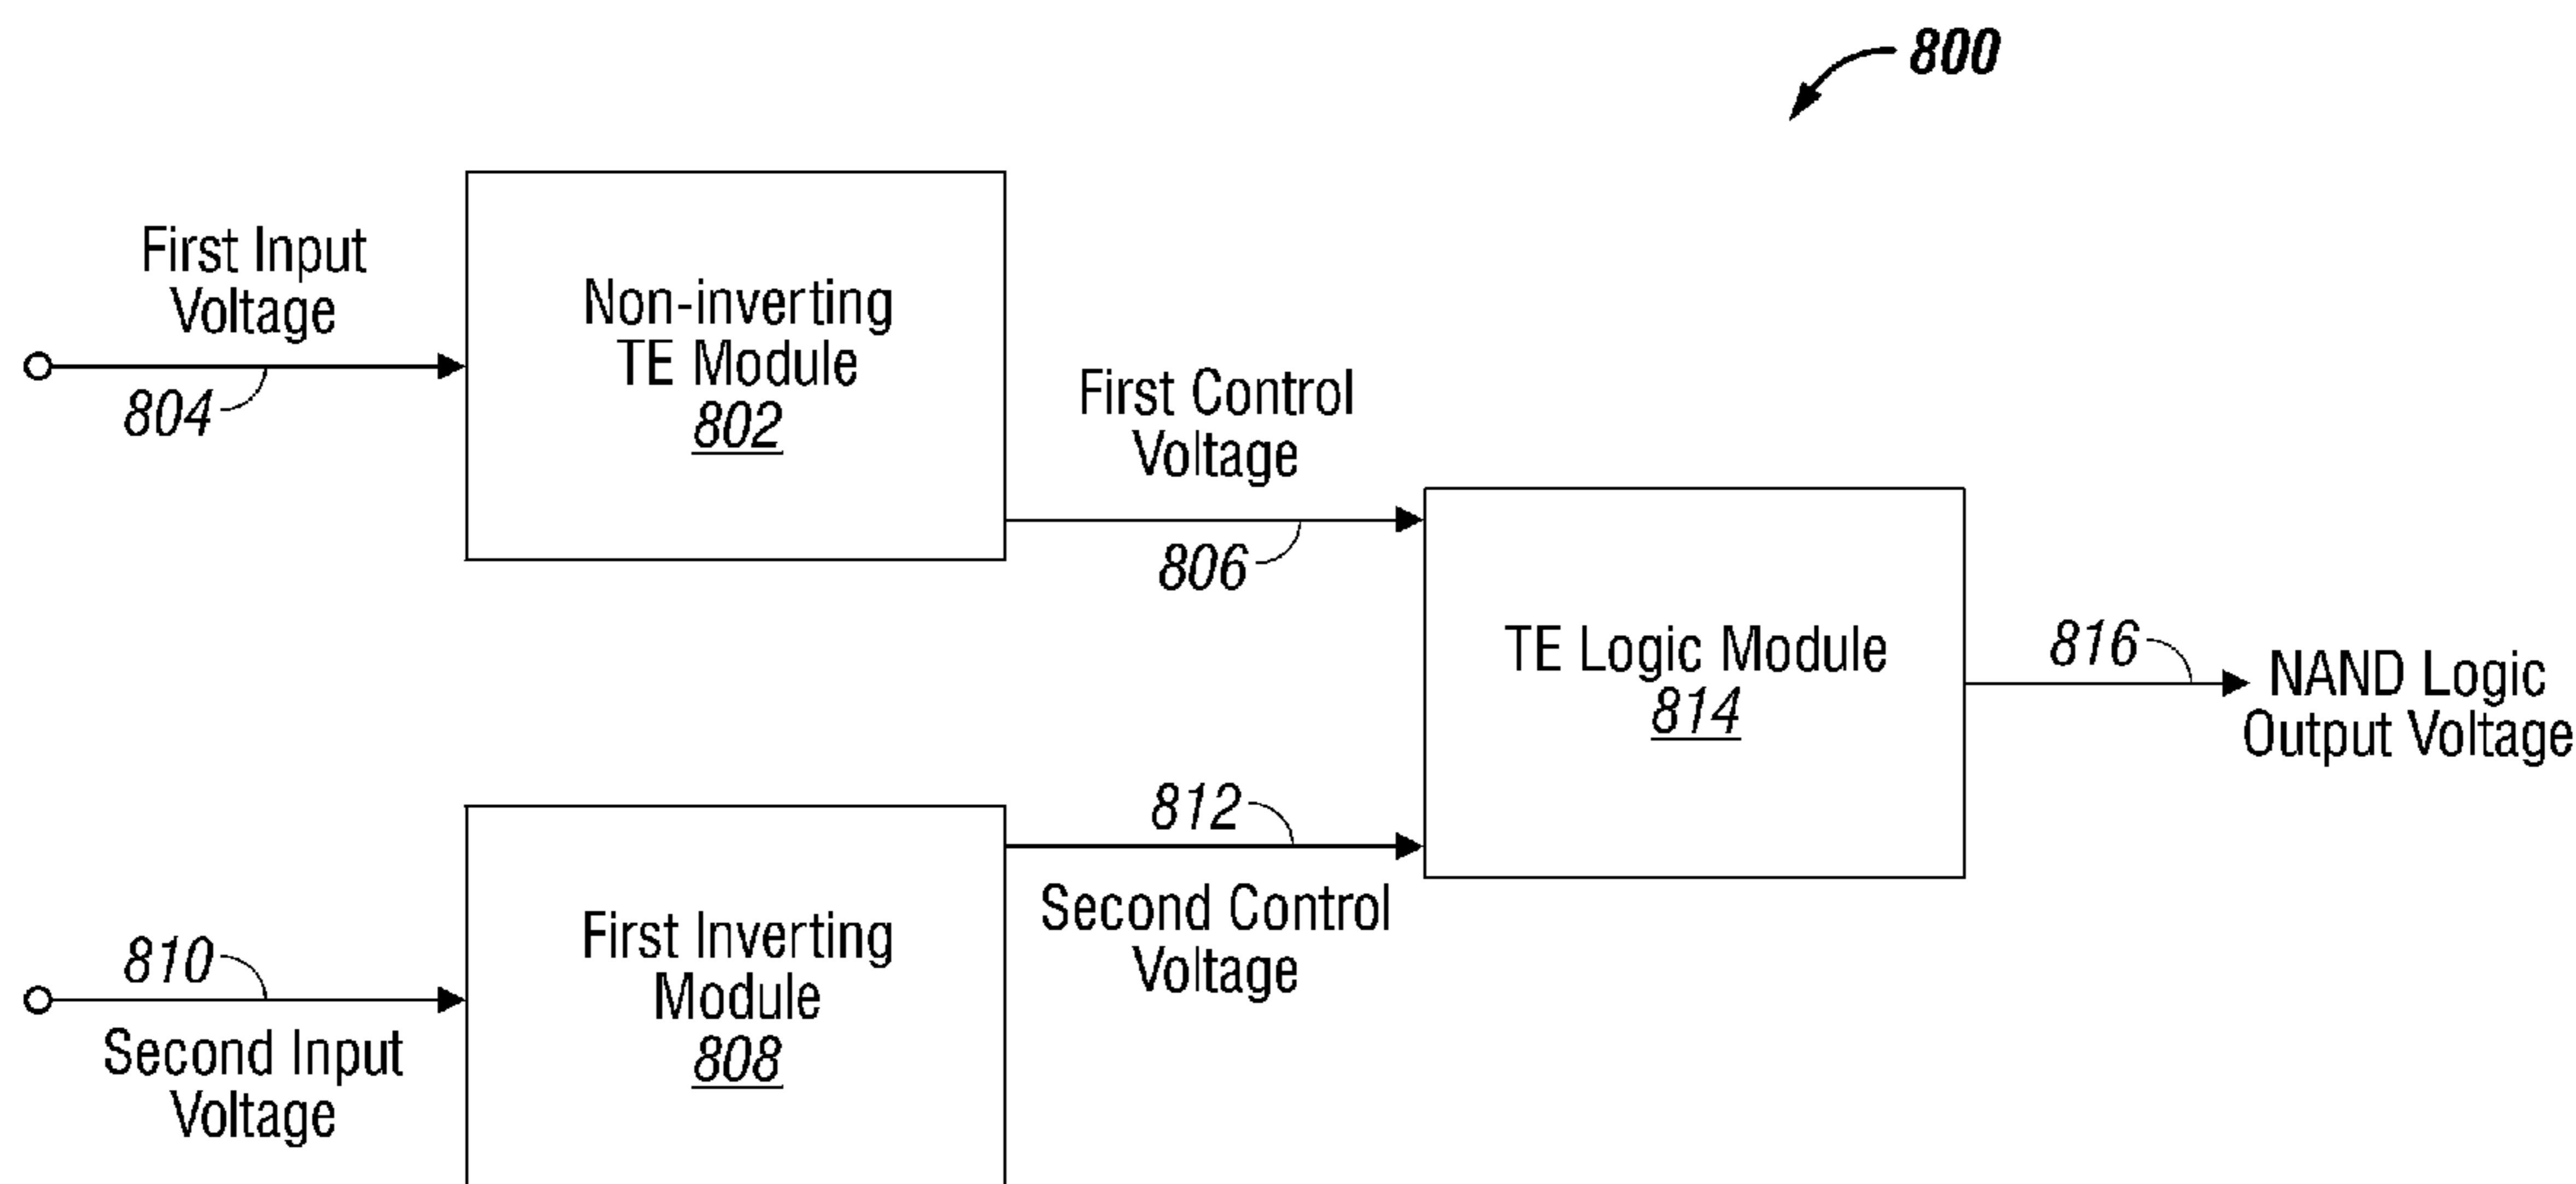 800
First Input
Voltage
804
Non-inverting
TE Module
802
First Control
Voltage
806
TE Logic Module
814
816
NAND Logic
Output Voltage
812
Second Control
Voltage
810
Second Input
Voltage
First Inverting
Module
808